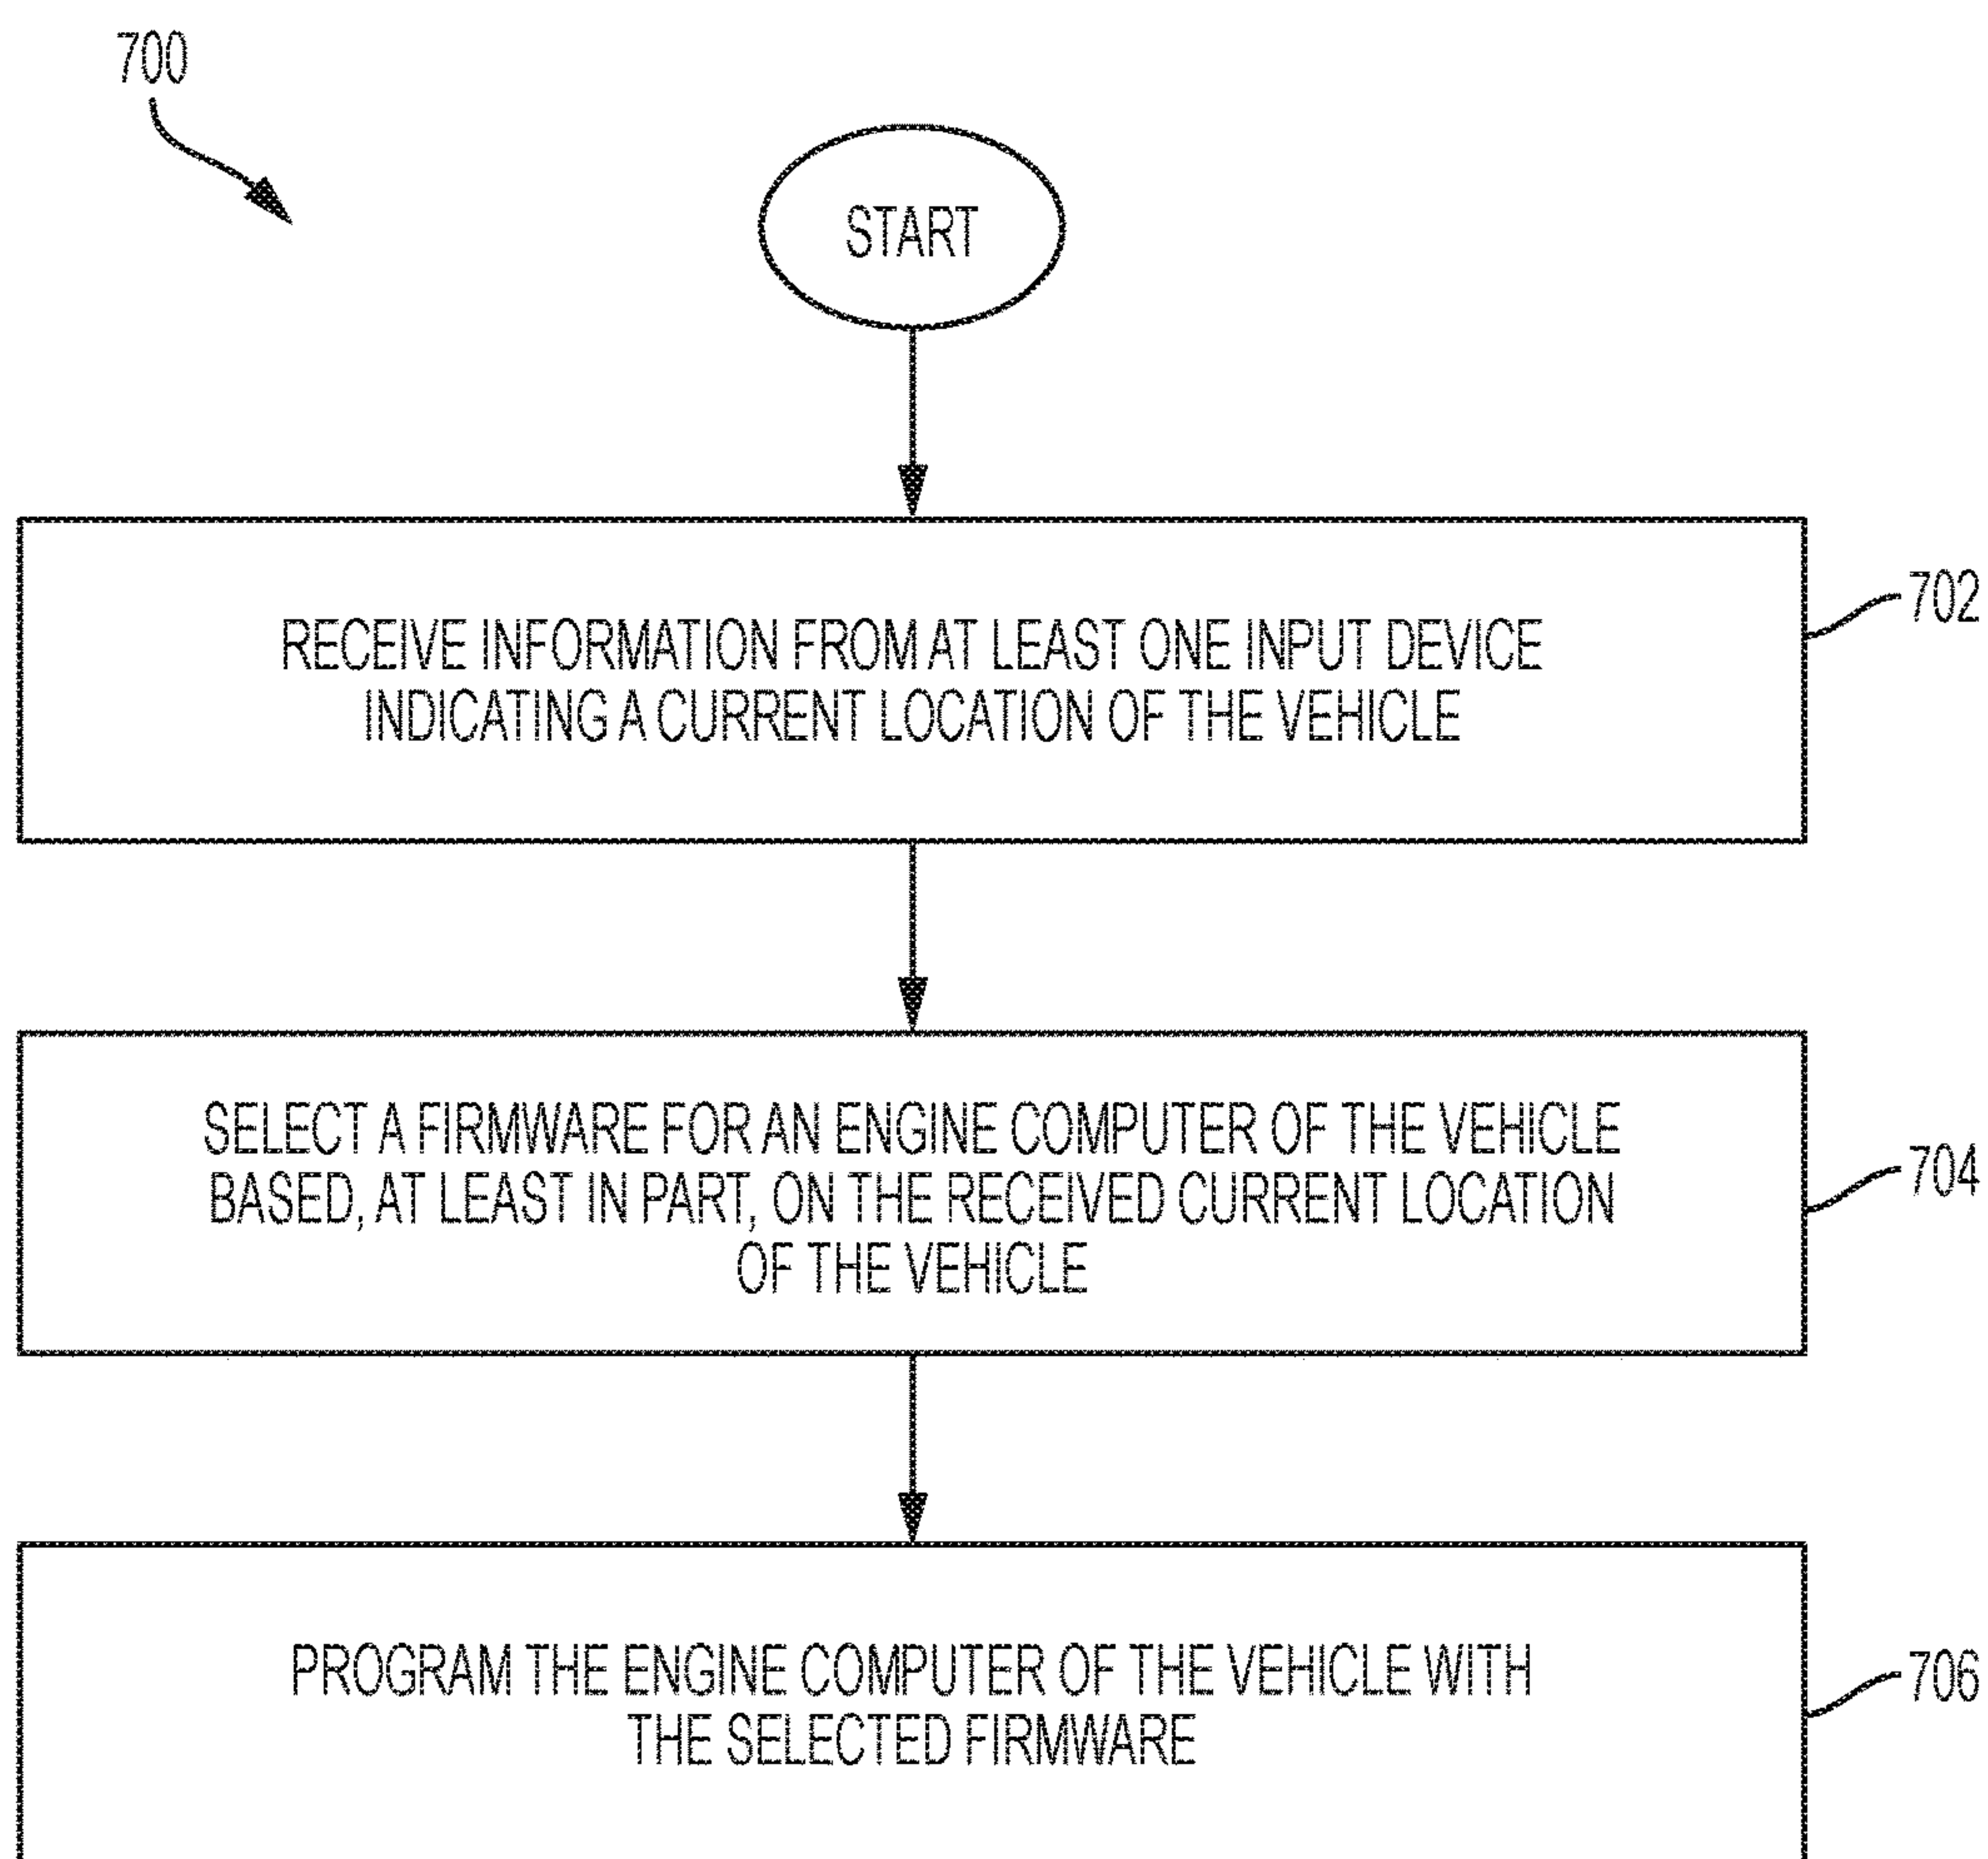 700
START
RECEIVE INFORMATION FROM AT LEAST ONE INPUT DEVICE
INDICATING A CURRENT LOCATION OF THE VEHICLE
702
SELECT A FIRMWARE FOR AN ENGINE COMPUTER OF THE VEHICLE
BASED, AT LEAST IN PART, ON THE RECEIVED CURRENT LOCATION
OF THE VEHICLE
704
PROGRAM THE ENGINE COMPUTER OF THE VEHICLE WITH
THE SELECTED FIRMWARE
706